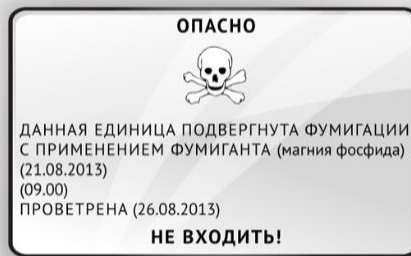 ОПАСНО
ДАННАЯ ЕДИНИЦА ПОДВЕРГНУТА ФУМИГАЦИИ
С ПРИМЕНЕНИЕМ ФУМИГАНТА (магния фосфида)
(21.08.2013)
(09.00)
ПРОВЕТРЕНА (26.08.2013)
НЕ ВХОДИТЬ!